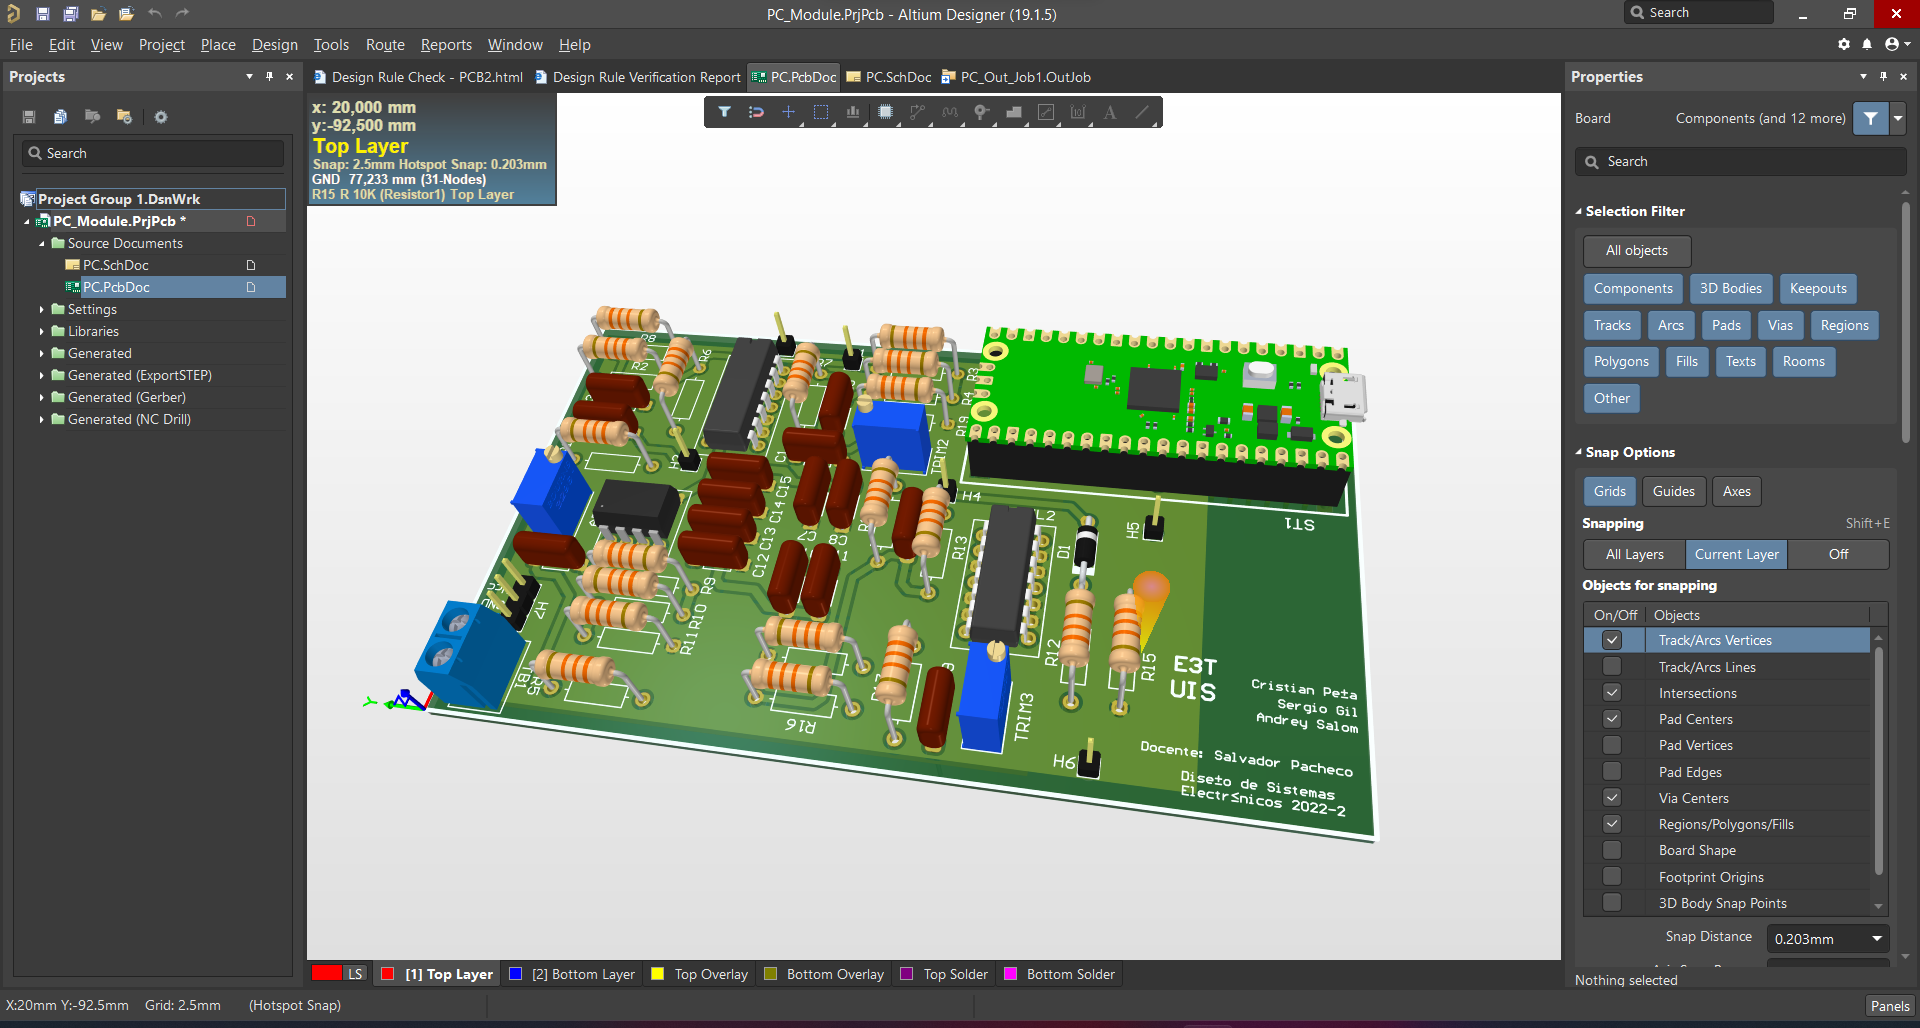 PC_Module.PrjPcb - Altium Designer (19.1.5)
Search
File Edit View Project Place Design Tools Route Reports Window Help
Projects
Search
Project Group 1.DsnWrk
PC_Module.PrjPcb *
Source Documents
PC.SchDoc
PC.PcbDoc
Settings
Libraries
Generated
Generated (ExportSTEP)
Generated (Gerber)
Generated (NC Drill)
Design Rule Check - PCB2.html
Design Rule Verification Report
PC.PcbDoc
PC.SchDoc
PC_Out_Job1.OutJob
x: 20,000 mm
y:-92,500 mm
Top Layer
Snap: 2.5mm Hotspot Snap: 0.203mm
GND 77,233 mm (31-Nodes)
R15 R 10K (Resistor1) Top Layer
R8
R2
R6
R3
R4
R19
TRIM2
C1
C15
C14
C13
C12
C8
C7
H4
R13
L2
D1
H5
ST1
R9
R10
R11
H7
TB1
R5
R16
R12
R15
TRIM3
H6
E3T
UIS
Cristian Pe±a
Sergio Gil
Andrey Salom
Docente: Salvador Pacheco
Dise±o de Sistemas
Electr≤nicos 2022-2
LS
[1] Top Layer
[2] Bottom Layer
Top Overlay
Bottom Overlay
Top Solder
Bottom Solder
Properties
Board Components (and 12 more)
Search
Selection Filter
All objects
Components 3D Bodies Keepouts
Tracks Arcs Pads Vias Regions
Polygons Fills Texts Rooms
Other
Snap Options
Grids Guides Axes
Snapping Shift+E
All Layers Current Layer Off
Objects for snapping
On/Off Objects
Track/Arcs Vertices
Track/Arcs Lines
Intersections
Pad Centers
Pad Vertices
Pad Edges
Via Centers
Regions/Polygons/Fills
Board Shape
Footprint Origins
3D Body Snap Points
Snap Distance 0.203mm
Nothing selected
X:20mm Y:-92.5mm Grid: 2.5mm (Hotspot Snap)
Panels